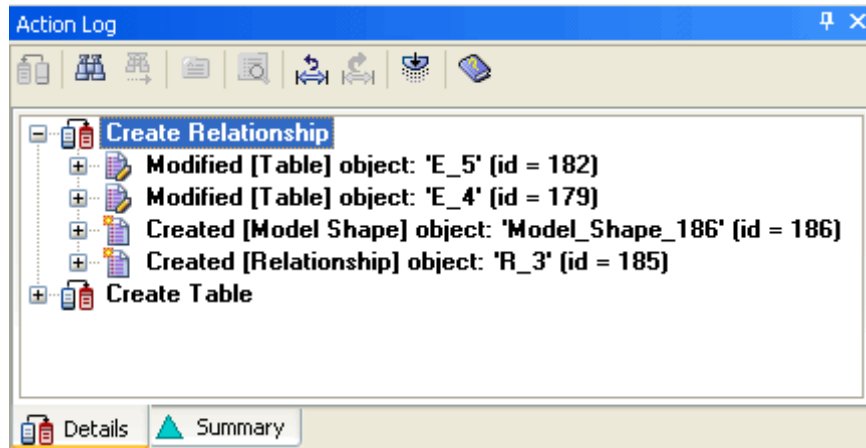 Action Log
Create Relationship
Modified [Table] object: 'E_5' (id = 182)
Modified [Table] object: 'E_4' (id = 179)
Created [Model Shape] object: 'Model_Shape_186' (id = 186)
Created [Relationship] object: 'R_3' (id = 185)
Create Table
Details Summary